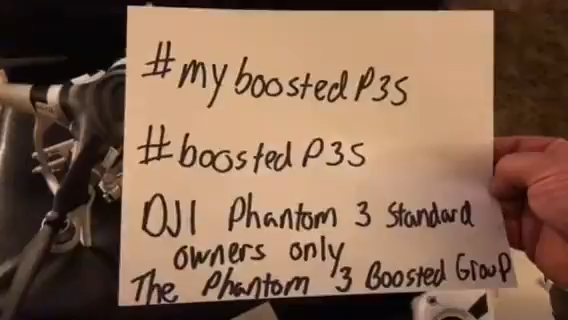 #myboostedP3S
#boostedP3S
DJI Phantom 3 Standard
owners only
The Phantom 3 Boosted Group